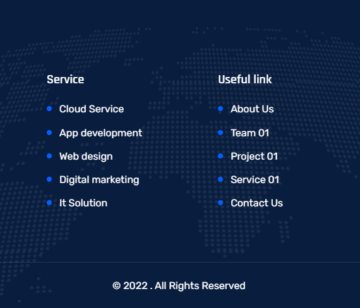 Service
Cloud Service
App development
Web design
Digital marketing
It Solution
Useful link
About Us
Team 01
Project 01
Service 01
Contact Us
© 2022 . All Rights Reserved